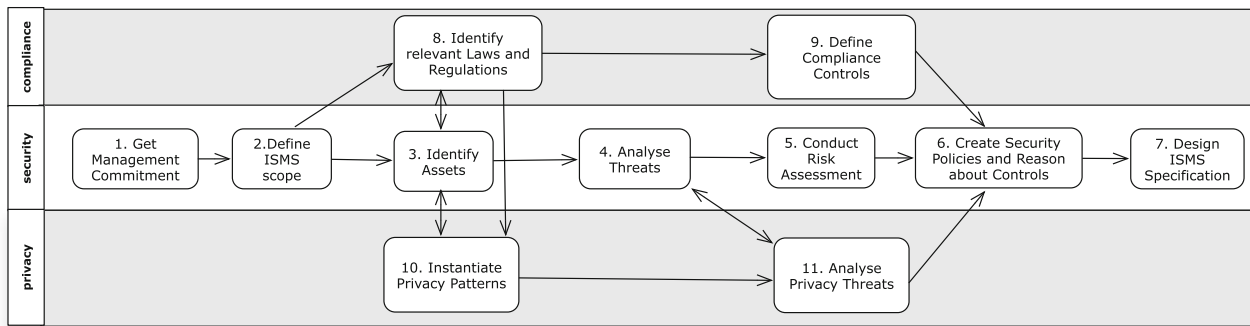 compliance
8. Identify
relevant Laws and
Regulations
9. Define
Compliance
Controls
security
1. Get
Management
Commitment
2.Define
ISMS
scope
3. Identify
Assets
4. Analyse
Threats
5. Conduct
Risk
Assessment
6. Create Security
Policies and Reason
about Controls
7. Design
ISMS
Specification
privacy
10. Instantiate
Privacy Patterns
11. Analyse
Privacy Threats